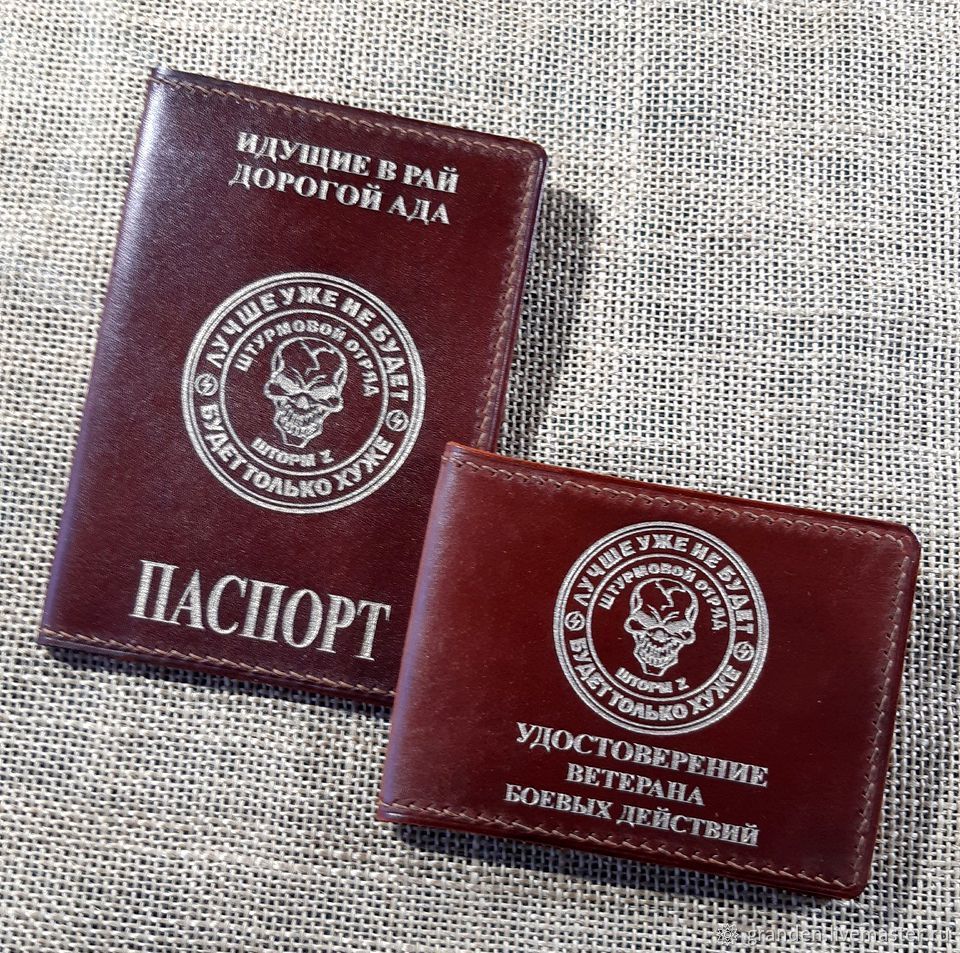 ИДУЩИЕ В РАЙ
ДОРОГОЙ АДА
ЛУЧШЕ УЖЕ НЕ БУДЕТ
ШТУРМОВОЙ ОТРЯД
ШТОРМ Z
БУДЕТ ТОЛЬКО ХУЖЕ
ПАСПОРТ
ЛУЧШЕ УЖЕ НЕ БУДЕТ
ШТУРМОВОЙ ОТРЯД
ШТОРМ Z
БУДЕТ ТОЛЬКО ХУЖЕ
УДОСТОВЕРЕНИЕ
ВЕТЕРАНА
БОЕВЫХ ДЕЙСТВИЙ
granden.livemaster.ru